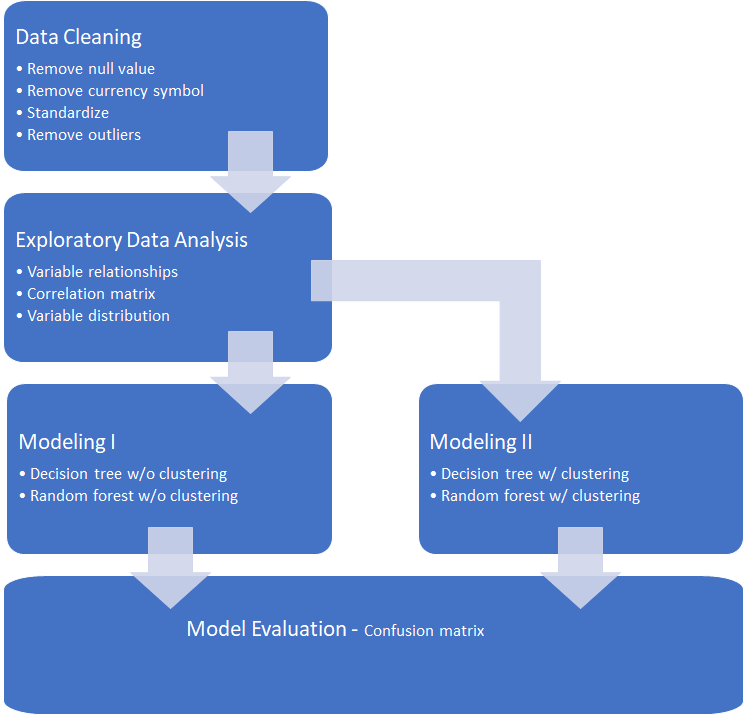 Data Cleaning
• Remove null value
• Remove currency symbol
• Standardize
• Remove outliers
Exploratory Data Analysis
• Variable relationships
• Correlation matrix
• Variable distribution
Modeling I
• Decision tree w/o clustering
• Random forest w/o clustering
Modeling II
• Decision tree w/ clustering
• Random forest w/ clustering
Model Evaluation - Confusion matrix